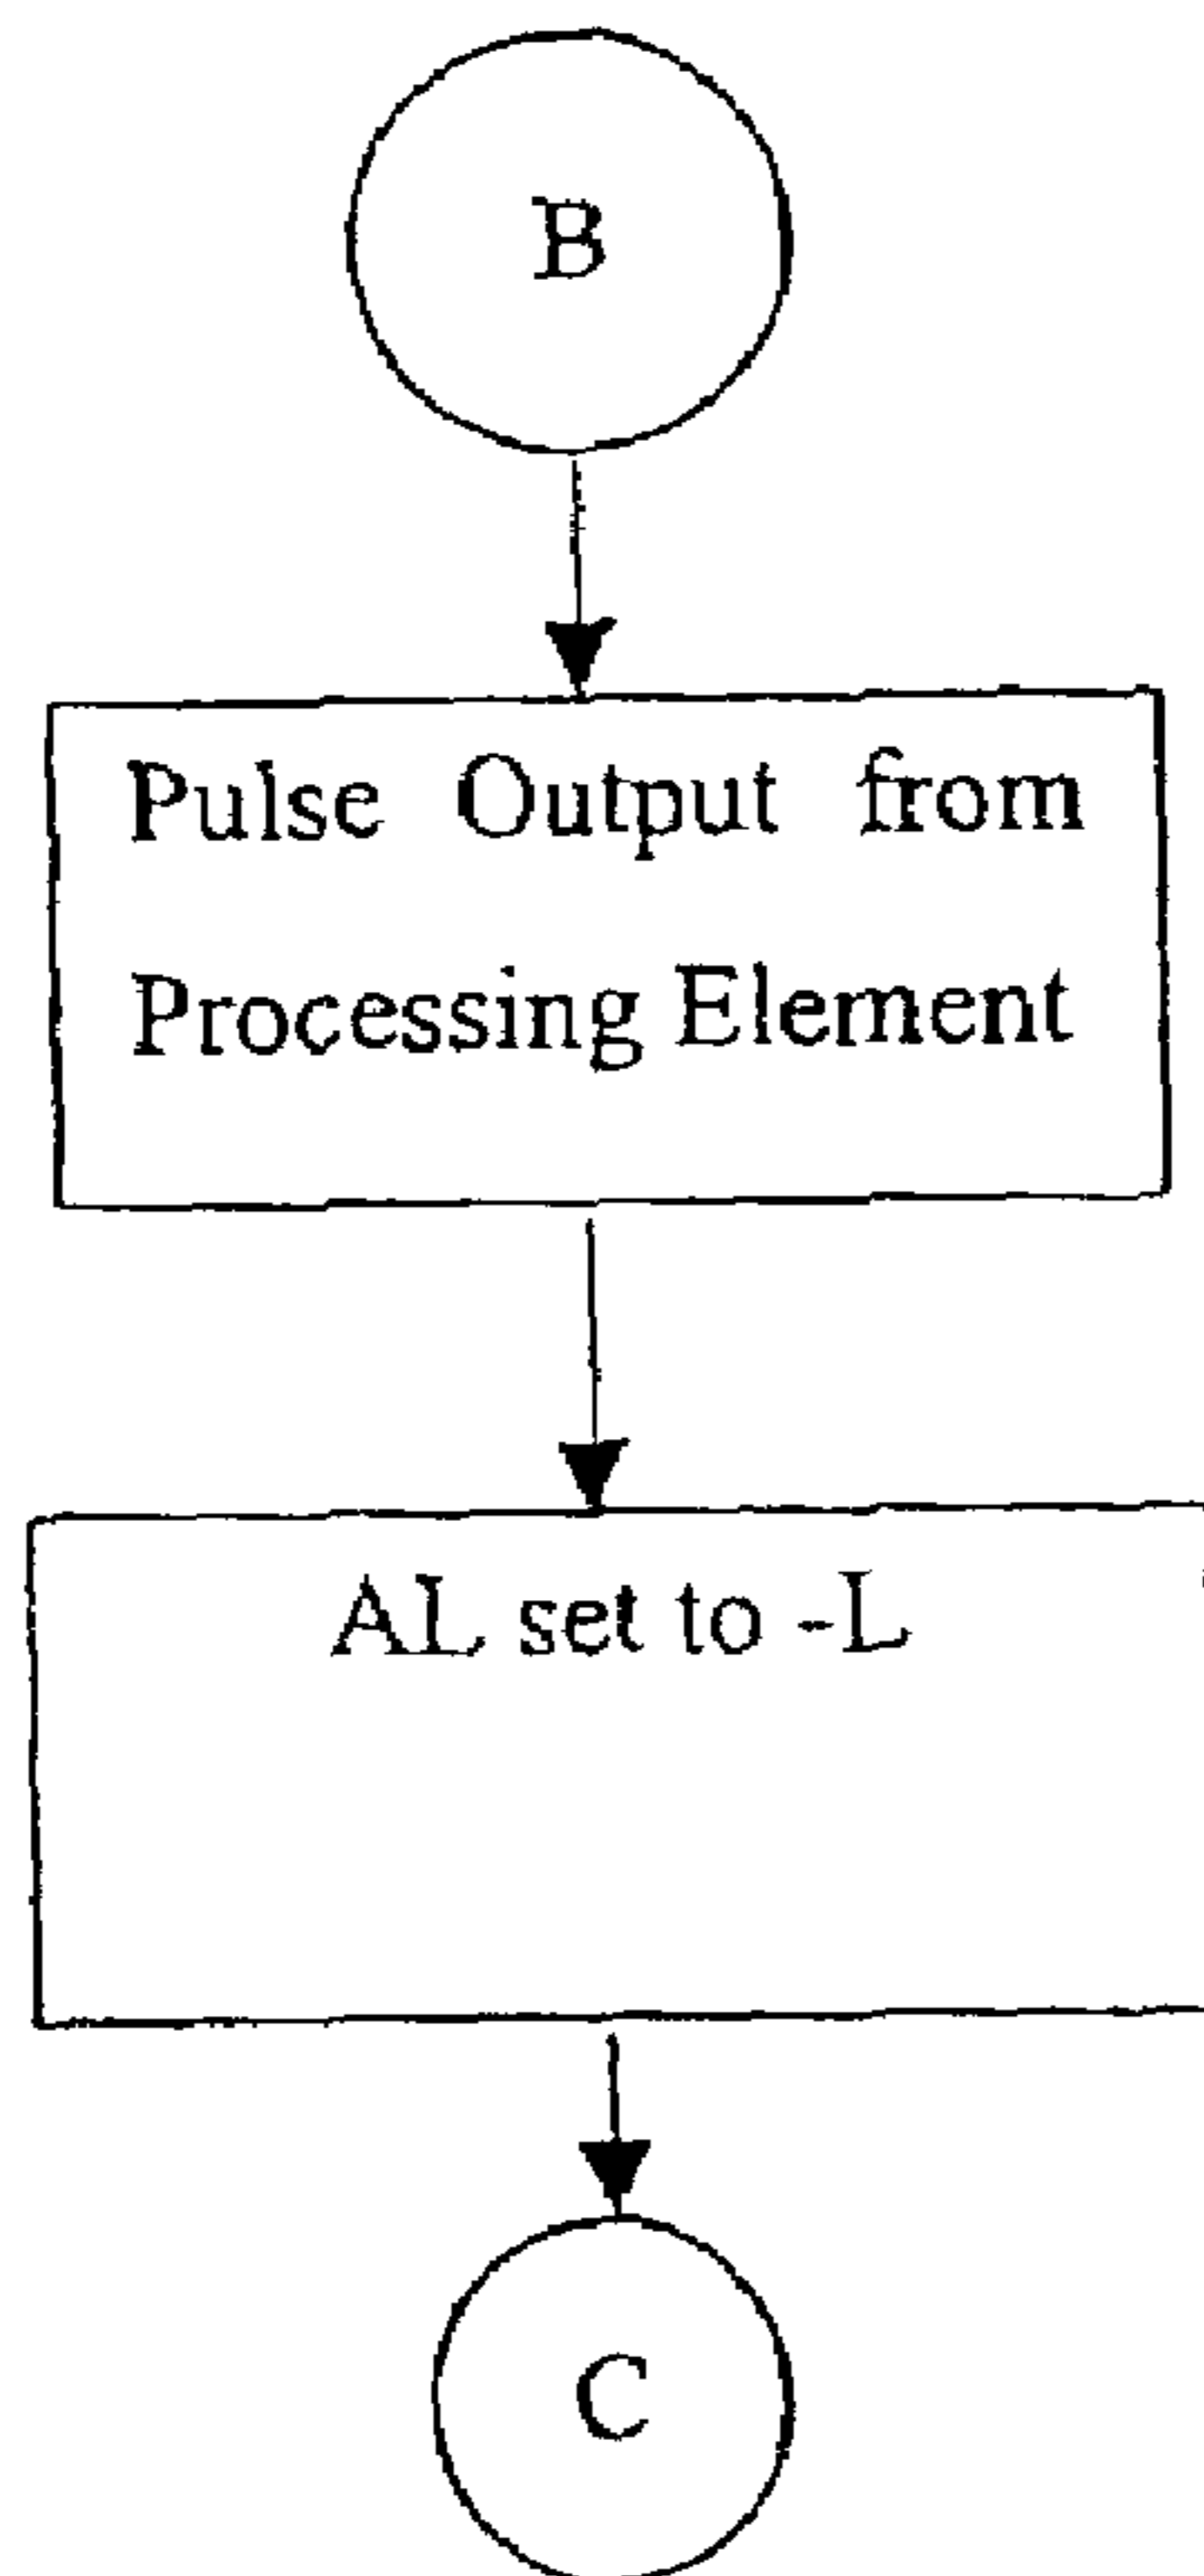 B
Pulse Output from
Processing Element
AL set to -L
C